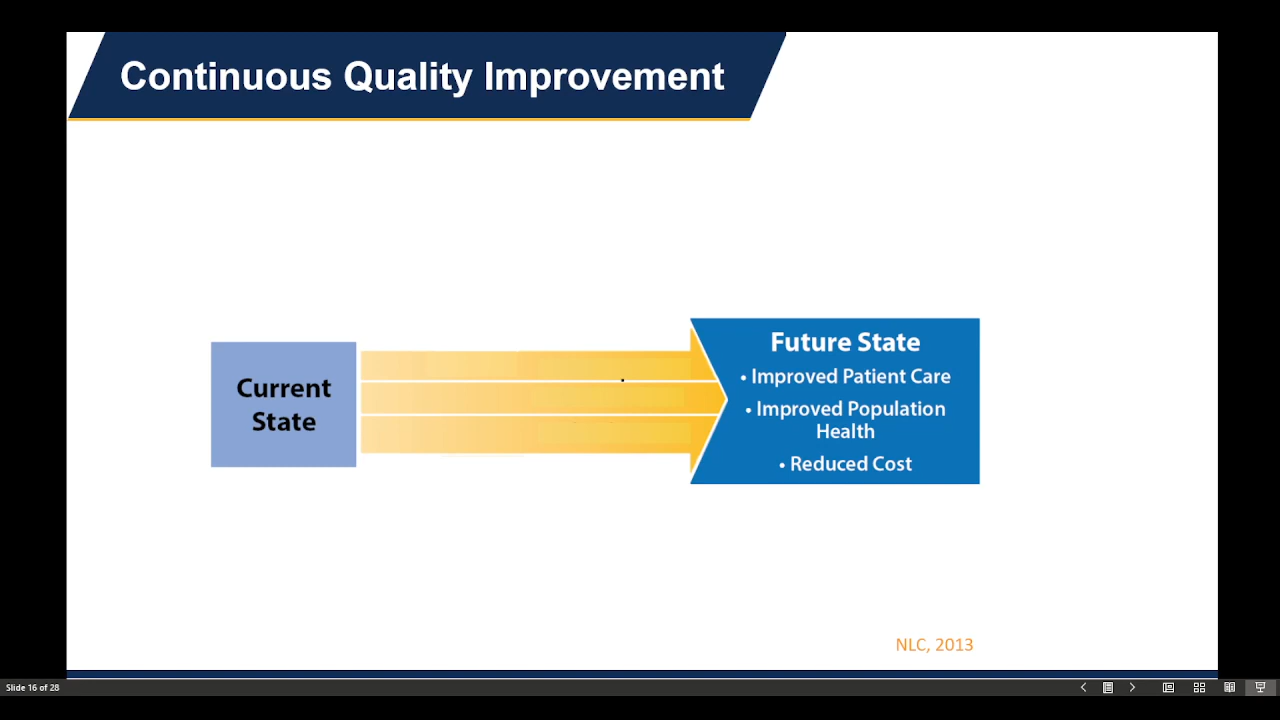 Continuous Quality Improvement
Current
State
Future State
• Improved Patient Care
• Improved Population
Health
• Reduced Cost
NLC, 2013
Slide 16 of 28